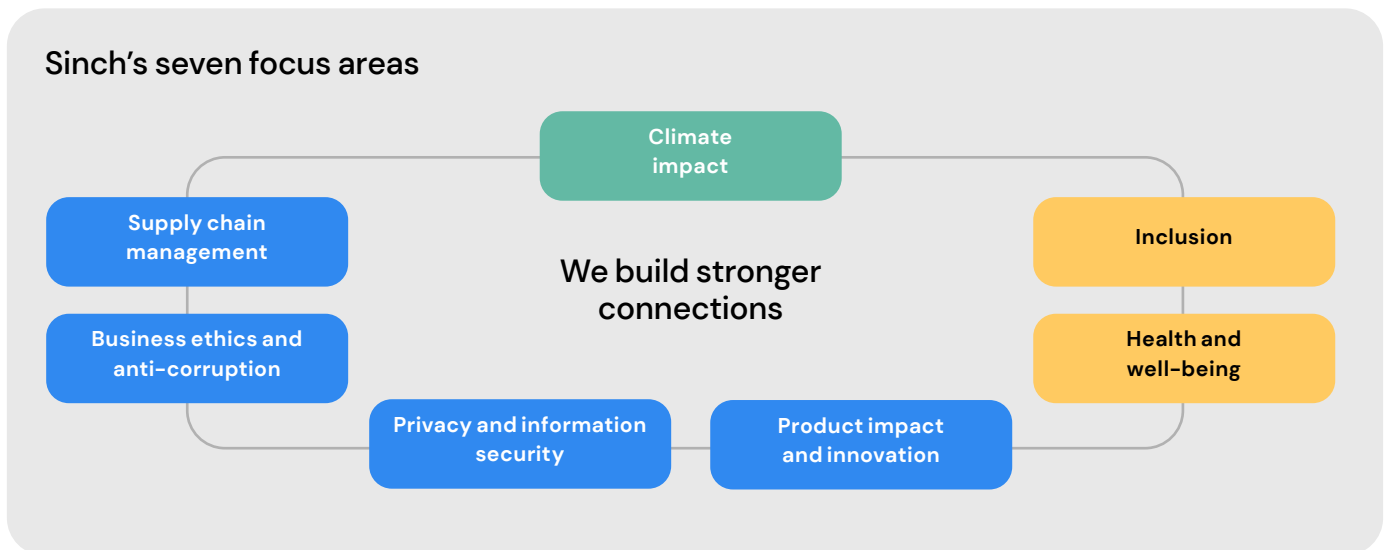 Sinch’s seven focus areas
Climate
impact
Supply chain
management
Inclusion
We build stronger
connections
Business ethics and
anti-corruption
Health and
well-being
Privacy and information
security
Product impact
and innovation